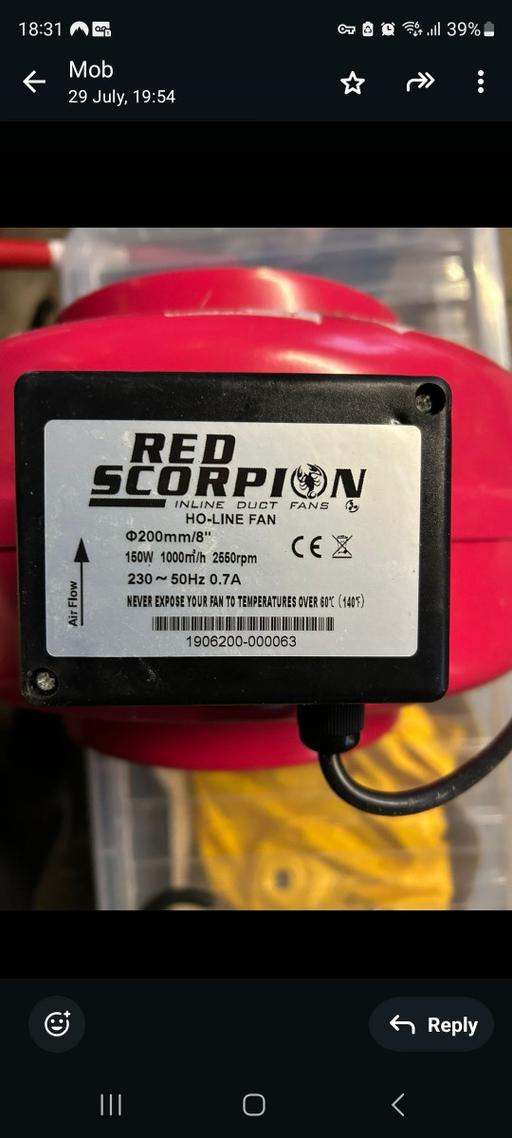 18:31
39%
Mob
29 July, 19:54
RED
SCORPION
INLINE DUCT FANS
HO-LINE FAN
Φ200mm/8"
150W 1000m³/h 2550rpm
230～50Hz 0.7A
CE
NEVER EXPOSE YOUR FAN TO TEMPERATURES OVER 60℃ (140℉)
Air Flow
1906200-000063
Reply